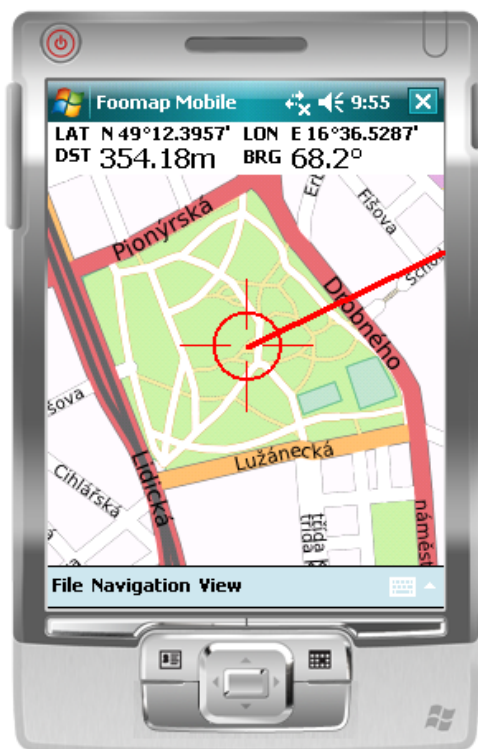 Foomap Mobile 9:55
LAT N 49°12.3957' LON E 16°36.5287'
DST 354.18m BRG 68.2°
Pionýrská
Fišova
Drobného
šova
Cihlářská
Lidická
Lužánecká
třída
náměst
File Navigation View